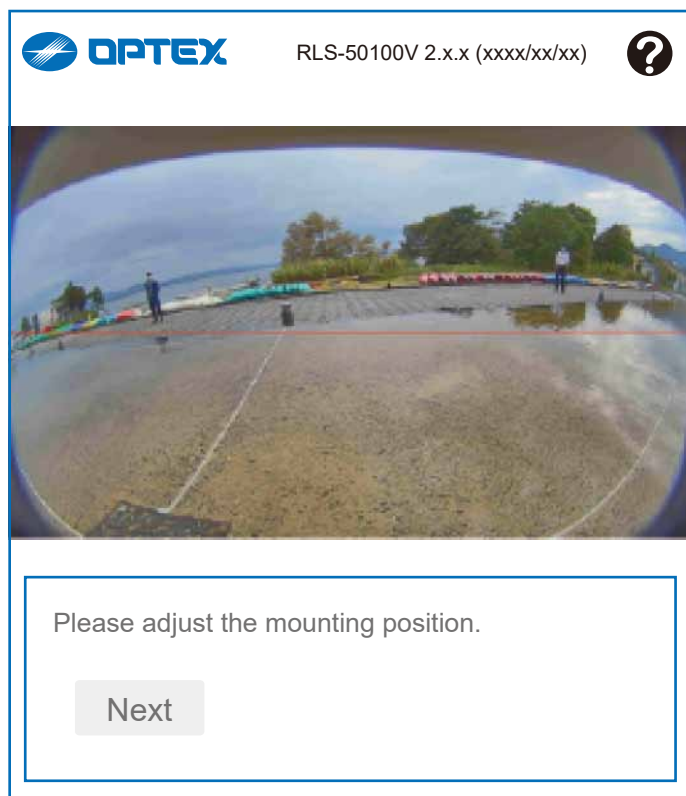 OPTEX
RLS-50100V 2.x.x (xxxx/xx/xx)
?
Please adjust the mounting position.
Next